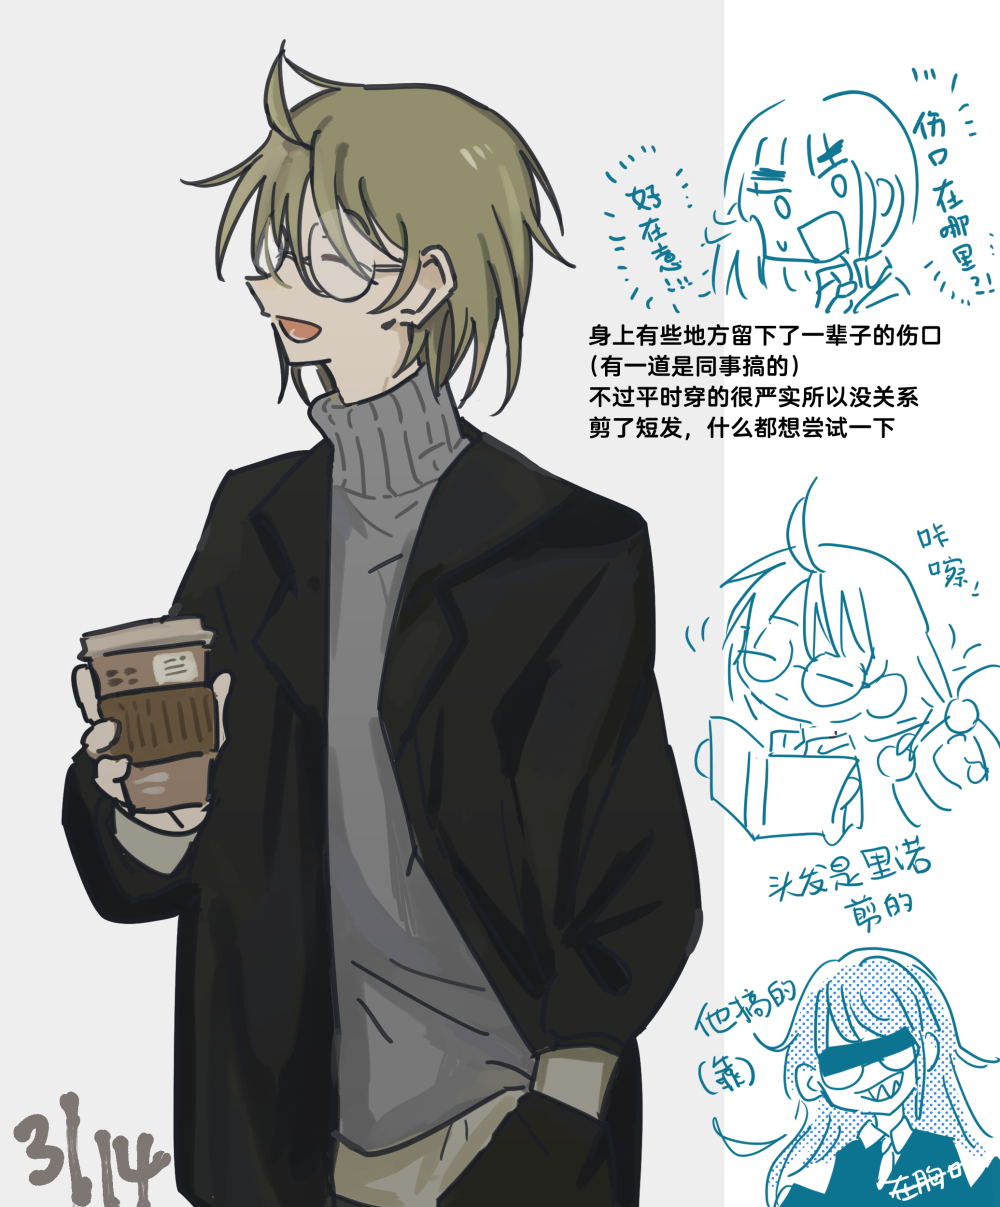 伤口在哪里?!
好在意!!!
身上有些地方留下了一辈子的伤口
(有一道是同事搞的)
不过平时穿的很严实所以没关系
剪了短发，什么都想尝试一下
咔嚓!
头发是里诺
剪的
他搞的
(靠)
在胸口
3/14